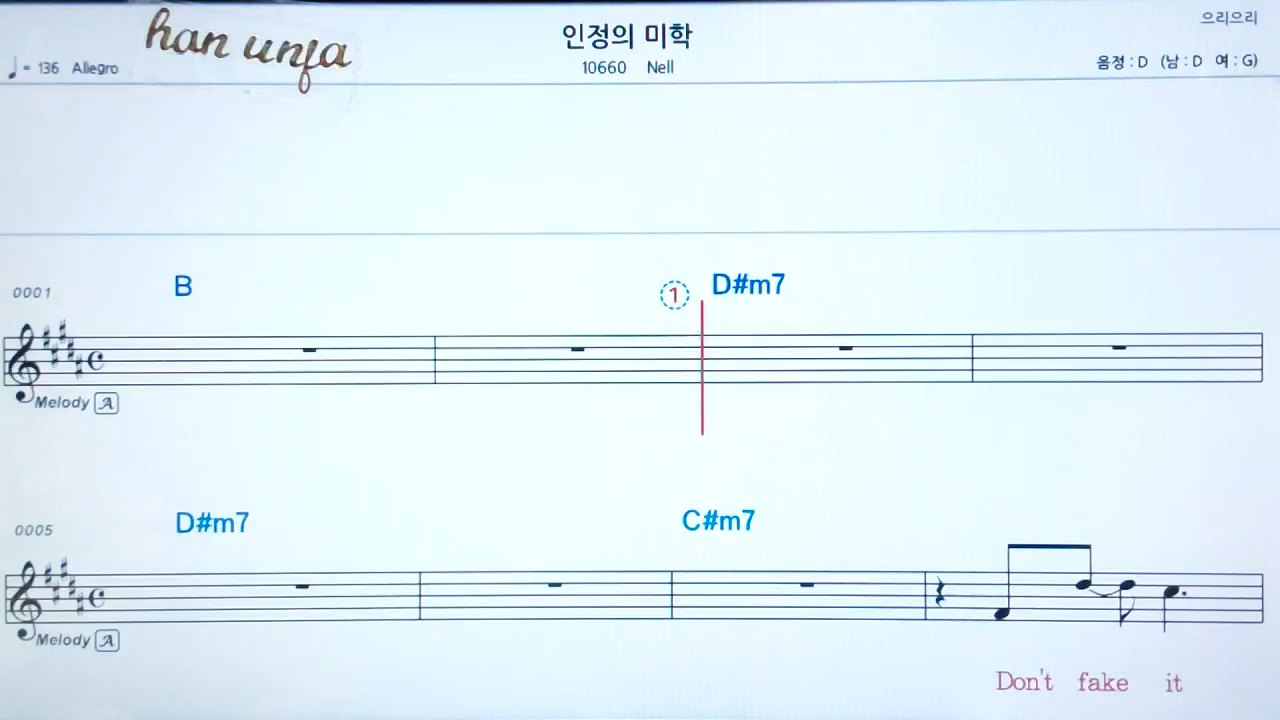 han unfa
인정의 미학
으리으리
♩= 136 Allegro
10660 Nell
음정 : D (남 : D 여 : G)
0001
B
1
D#m7
Melody A
0005
D#m7
C#m7
Melody A
Don't fake it